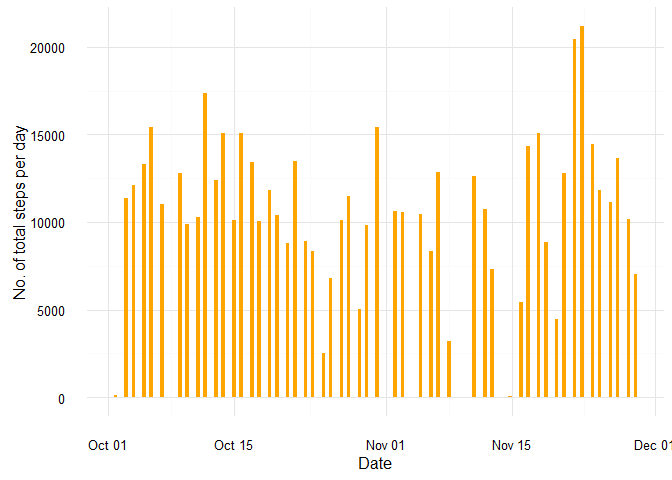 20000
15000
10000
5000
0
No. of total steps per day
Oct 01
Oct 15
Nov 01
Nov 15
Dec 01
Date